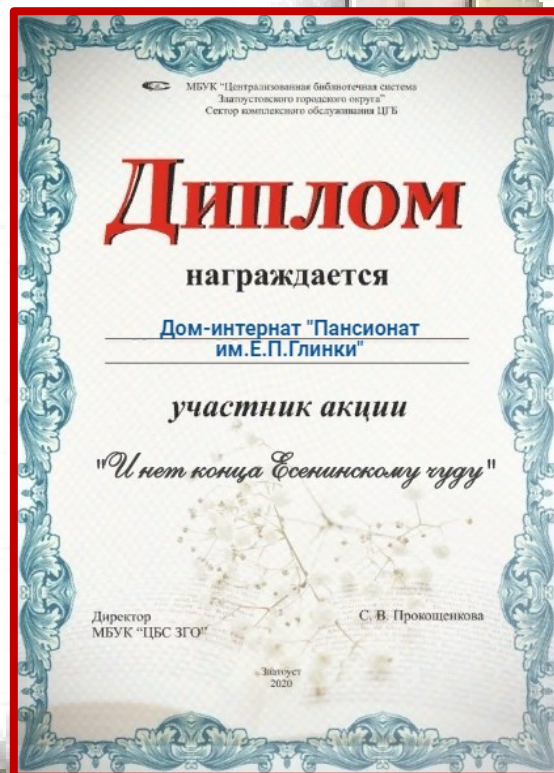 МБУК "Централизованная библиотечная система
Златоустовского городского округа"
Сектор комплексного обслуживания ЦГБ
Диплом
награждается
Дом-интернат "Пансионат
им.Е.П.Глинки"
участник акции
"И нет конца Есенинскому чуду"
Директор
МБУК "ЦБС ЗГО"
С. В. Прокощенкова
Златоуст
2020